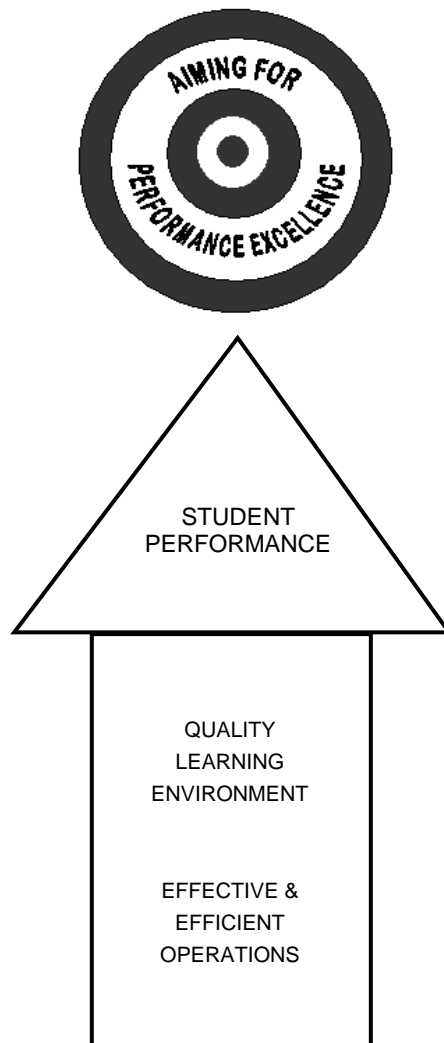 AIMING FOR
PERFORMANCE EXCELLENCE
STUDENT
PERFORMANCE
QUALITY
LEARNING
ENVIRONMENT
EFFECTIVE &
EFFICIENT
OPERATIONS